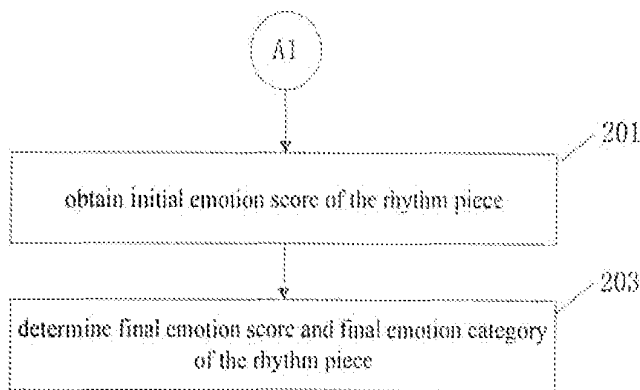 A1
201
obtain initial emotion score of the rhythm piece
203
determine final emotion score and final emotion category
of the rhythm piece